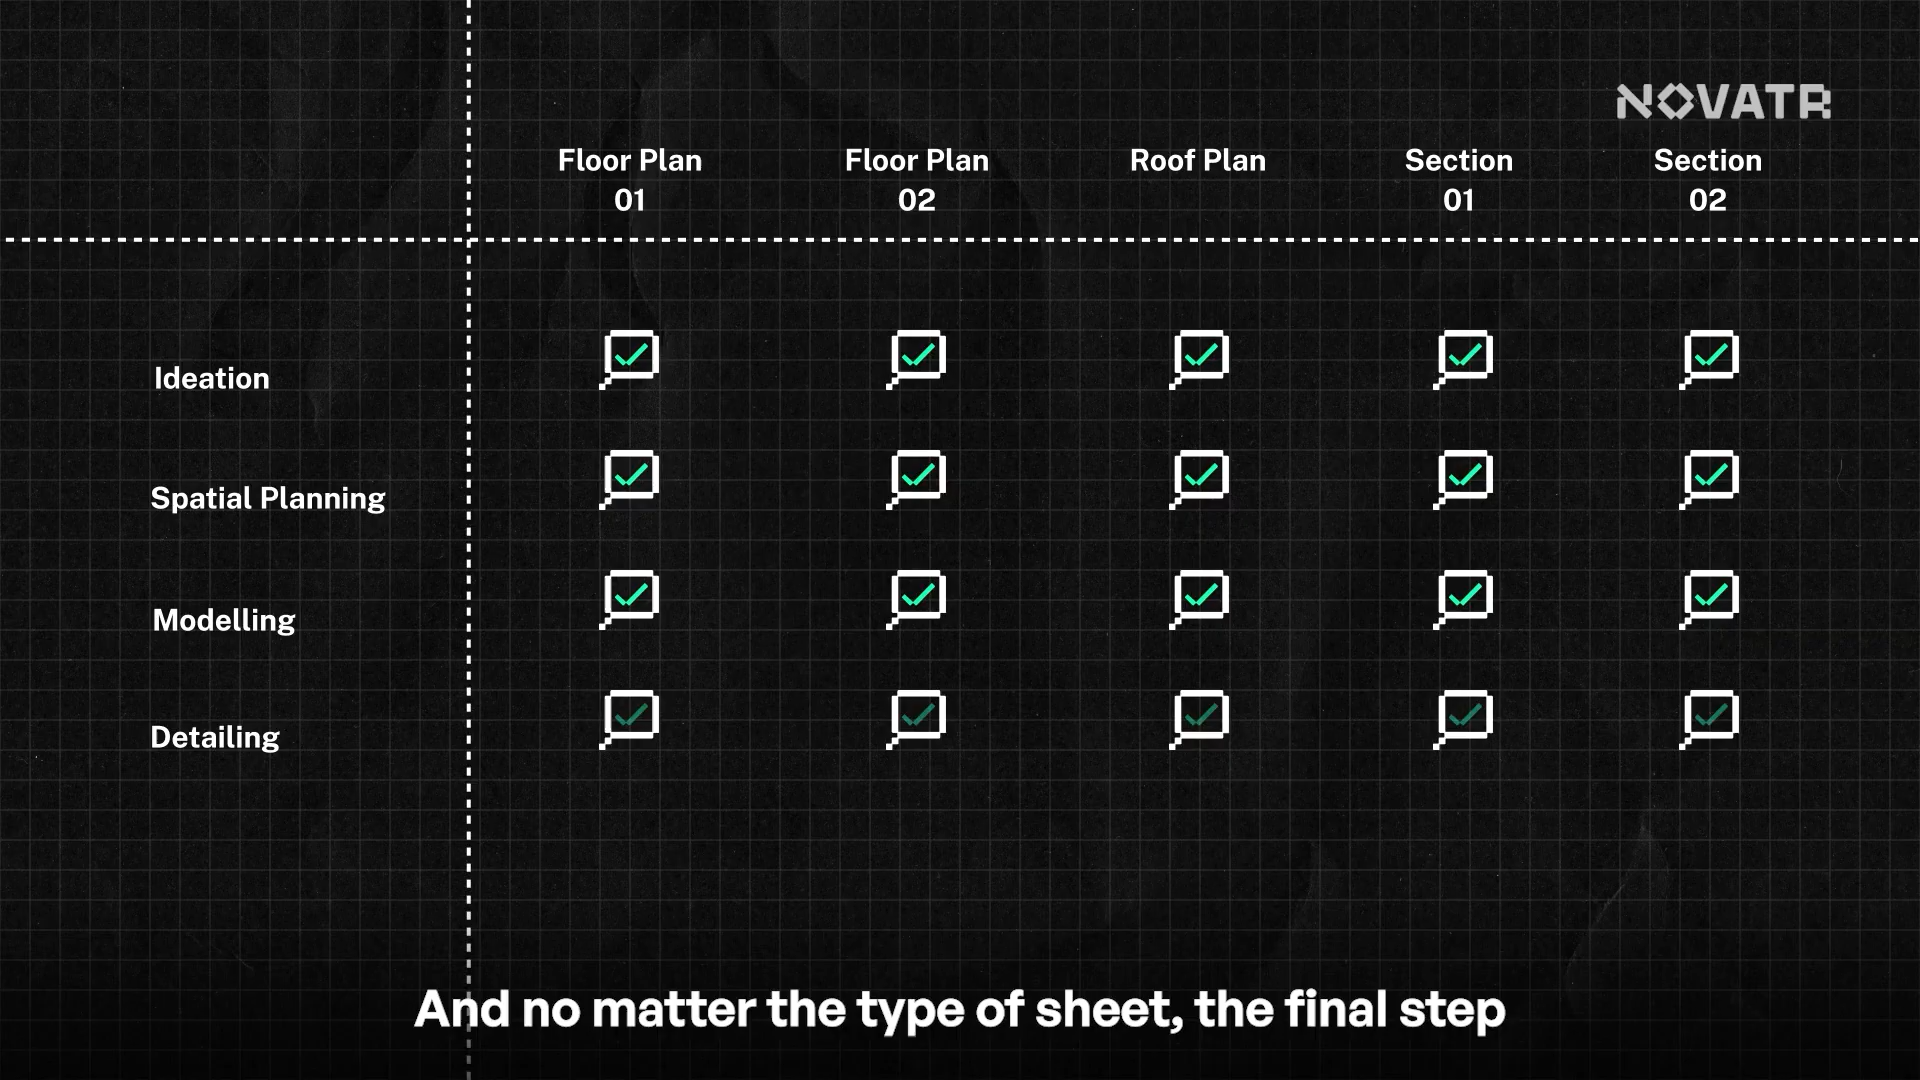 NOVATR
Floor Plan
01
Floor Plan
02
Roof Plan
Section
01
Section
02
Ideation
Spatial Planning
Modelling
Detailing
And no matter the type of sheet, the final step